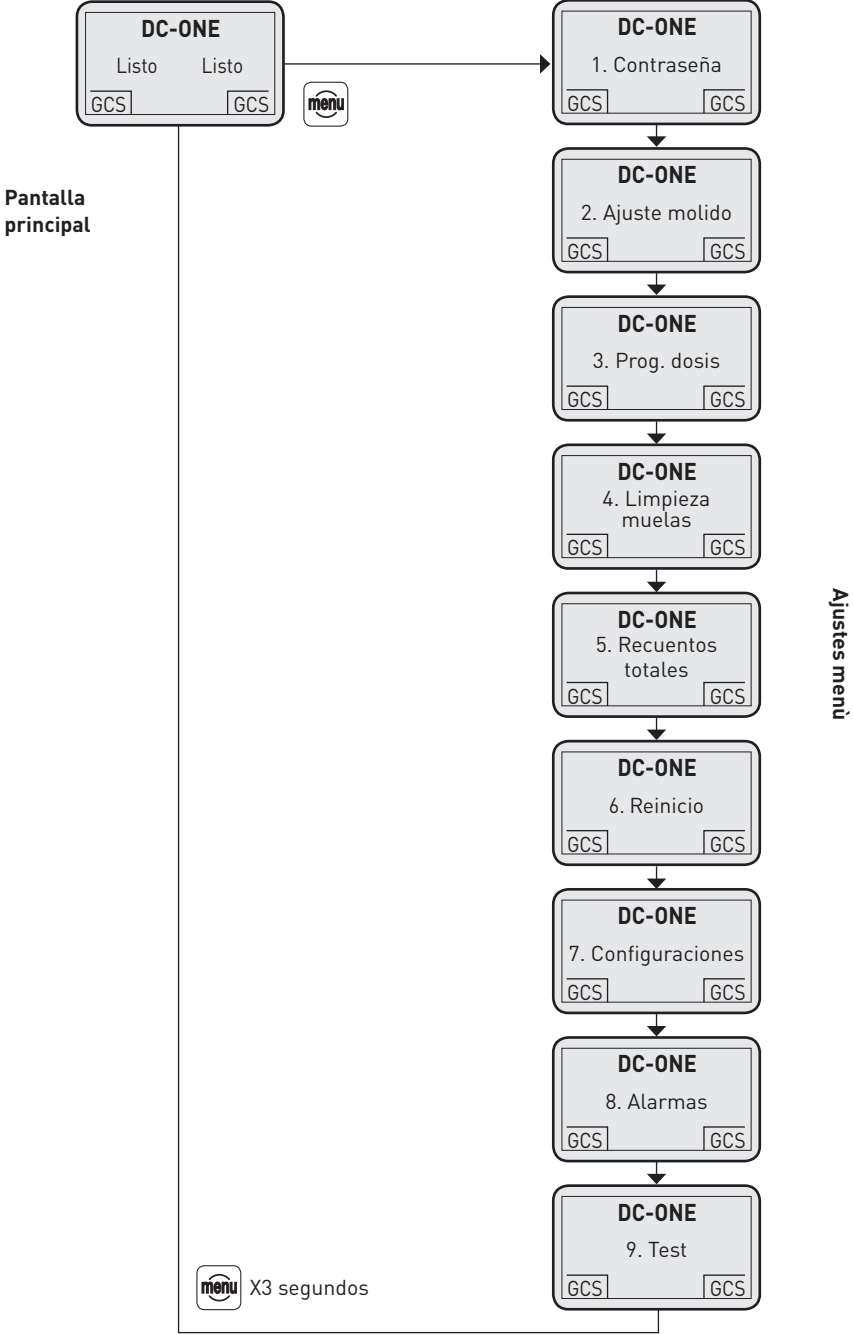 DC-ONE
Listo Listo
GCS GCS
menu
Pantalla
principal
DC-ONE
1. Contraseña
GCS GCS
DC-ONE
2. Ajuste molido
GCS GCS
DC-ONE
3. Prog. dosis
GCS GCS
DC-ONE
4. Limpieza
muelas
GCS GCS
DC-ONE
5. Recuentos
totales
GCS GCS
DC-ONE
6. Reinicio
GCS GCS
DC-ONE
7. Configuraciones
GCS GCS
DC-ONE
8. Alarmas
GCS GCS
DC-ONE
9. Test
GCS GCS
Ajustes menù
menu X3 segundos